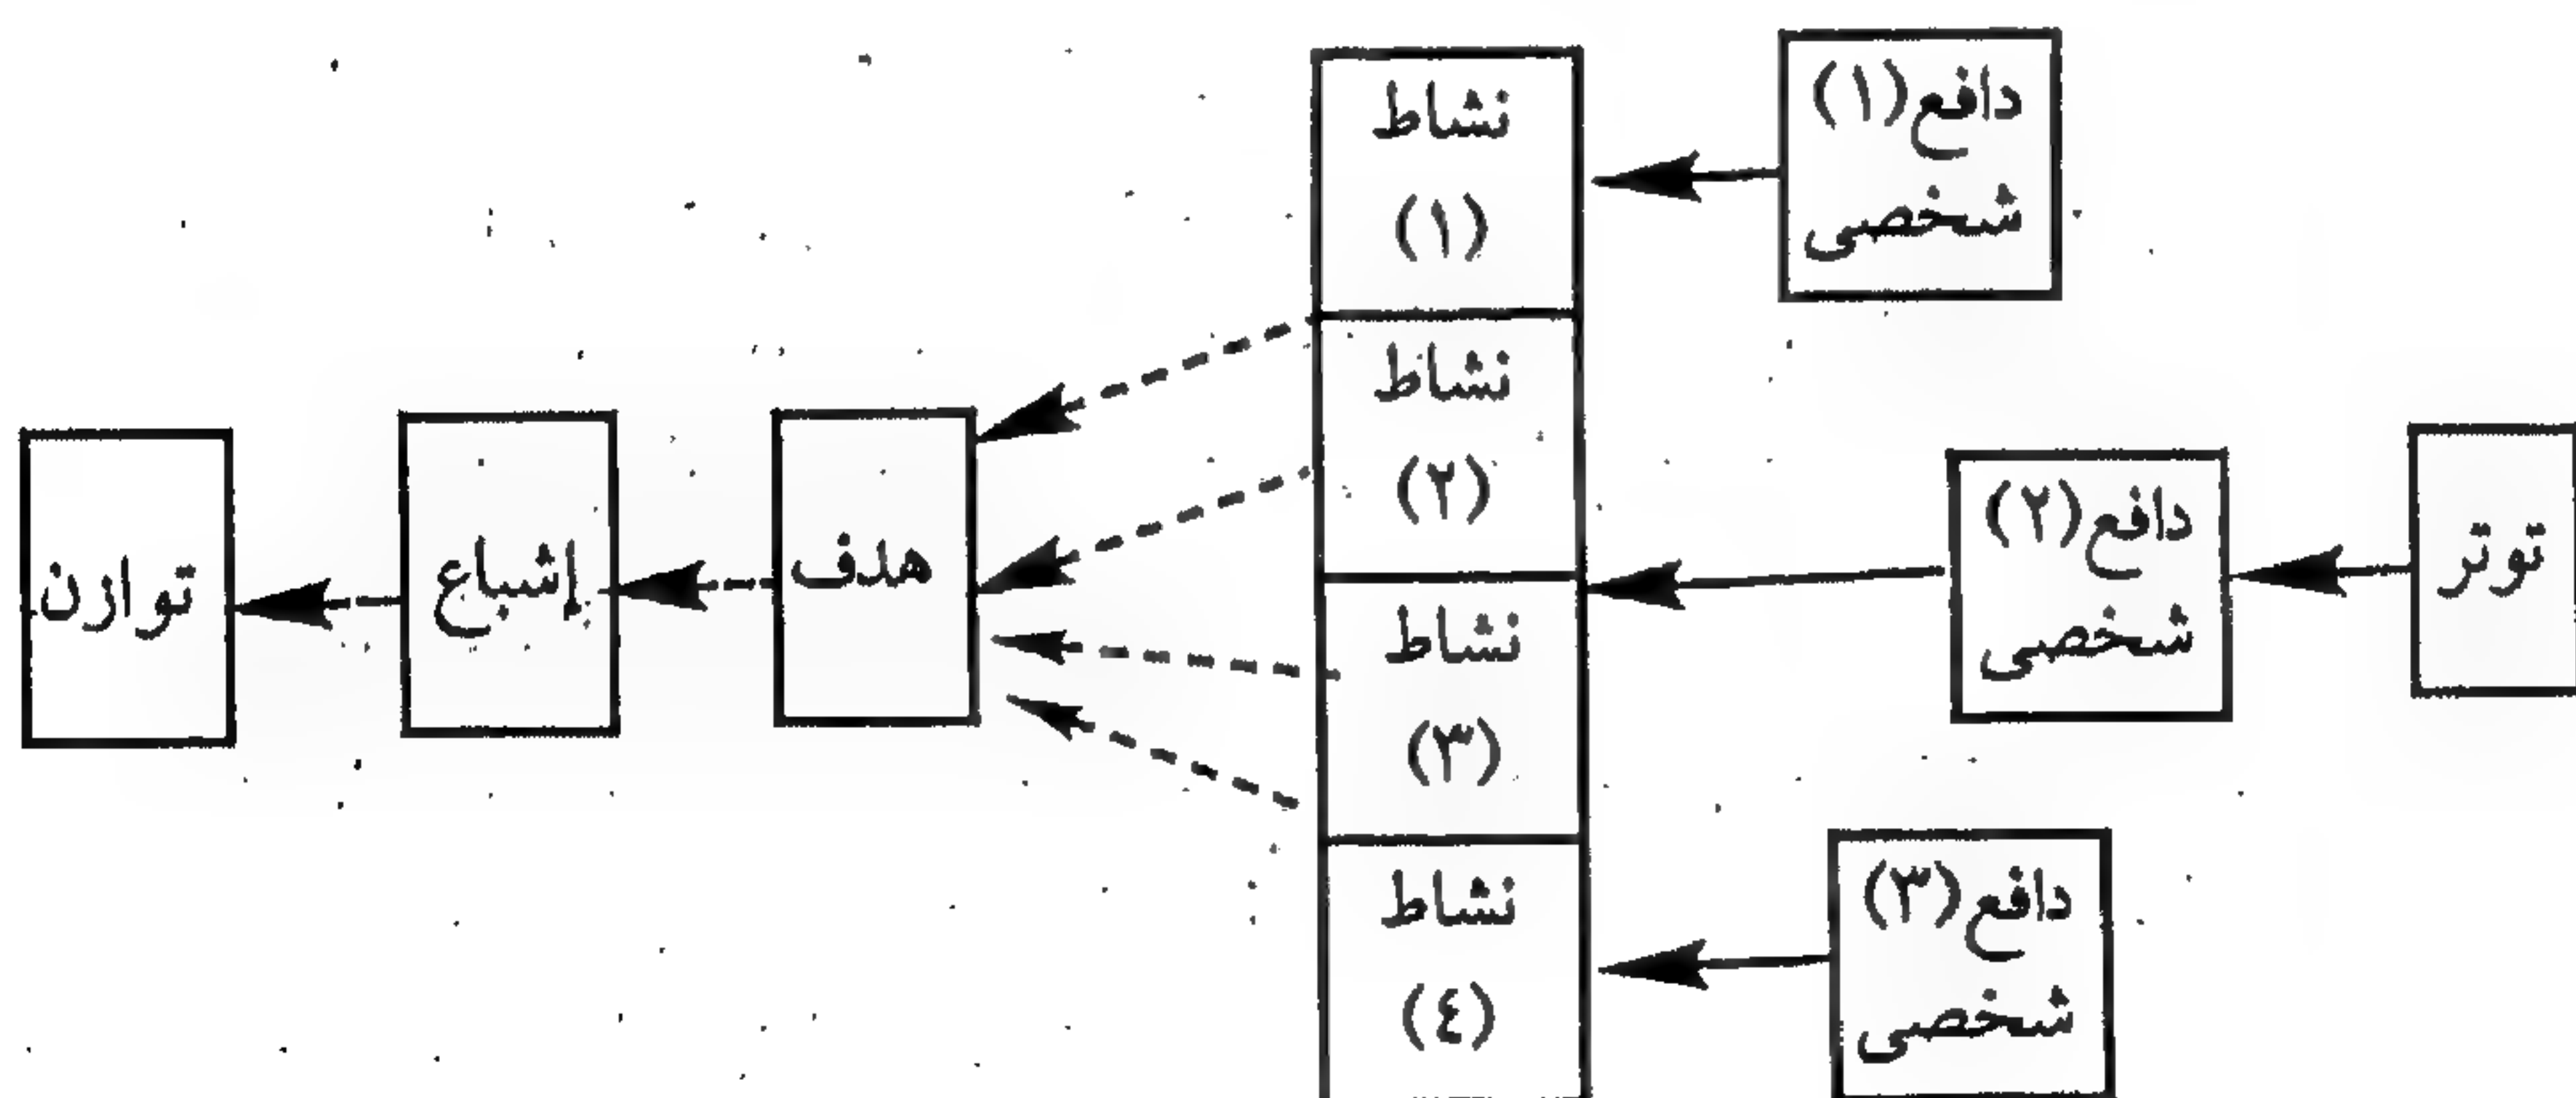 دافع (١)
شخصى
نشاط
(١)
نشاط
(٢)
توتر
دافع (٢)
شخصى
هدف
إشباع
توازن
نشاط
(٣)
دافع (٣)
شخصى
نشاط
(٤)